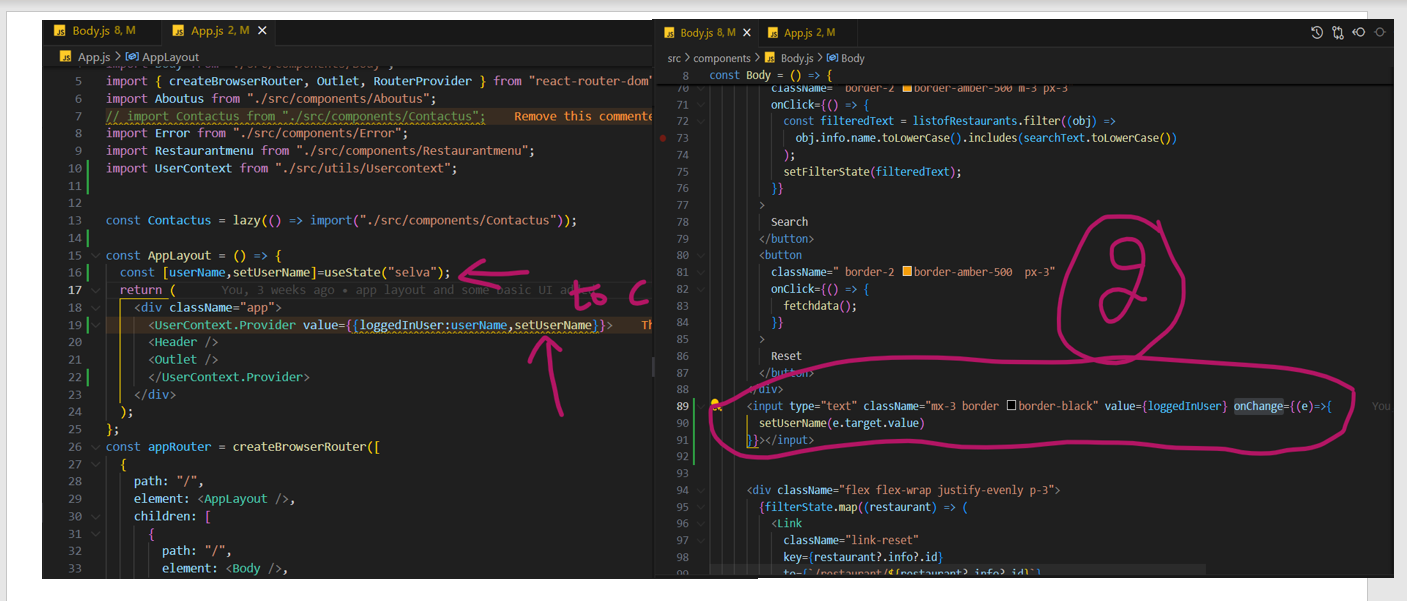 Body.js 8, M
App.js 2, M
App.js > AppLayout
5 import { createBrowserRouter, Outlet, RouterProvider } from "react-router-dom"
6 import Aboutus from "./src/components/Aboutus";
7 // import Contactus from "./src/components/Contactus"; Remove this commente
8 import Error from "./src/components/Error";
9 import Restaurantmenu from "./src/components/Restaurantmenu";
10 import UserContext from "./src/utils/Usercontext";
11
12
13 const Contactus = lazy(() => import("./src/components/Contactus"));
14
15 const AppLayout = () => {
16 const [userName,setUserName]=useState("selva");
17 return ( You, 3 weeks ago • app layout and some basic UI
to C
18 <div className="app">
19 <UserContext.Provider value={{loggedInUser:userName,setUserName}}> Th
20 <Header />
21 <Outlet />
22 </UserContext.Provider>
23 </div>
24 );
25 };
26 const appRouter = createBrowserRouter([
27 {
28 path: "/",
29 element: <AppLayout />,
30 children: [
31 {
32 path: "/",
33 element: <Body />,
Body.js 8, M
App.js 2, M
src > components > Body.js > Body
8 const Body = () => {
70 className=" border-2 border-amber-500 m-3 px-3
71 onClick={() => {
72 const filteredText = listofRestaurants.filter((obj) =>
73 obj.info.name.toLowerCase().includes(searchText.toLowerCase())
74 );
75 setFilterState(filteredText);
76 }}
77 >
78 Search
79 </button>
80 <button
81 className=" border-2 border-amber-500 px-3"
82 onClick={() => {
83 fetchdata();
84 }}
85 >
86 Reset
87 </button>
88 </div>
89 <input type="text" className="mx-3 border border-black" value={loggedInUser} onChange={(e)=>{ You
90 setUserName(e.target.value)
91 }}></input>
92
93
94 <div className="flex flex-wrap justify-evenly p-3">
95 {filterState.map((restaurant) => (
96 <Link
97 className="link-reset"
98 key={restaurant?.info?.id}
99 to={`/restaurant/${restaurant?.info?.id}`}
2